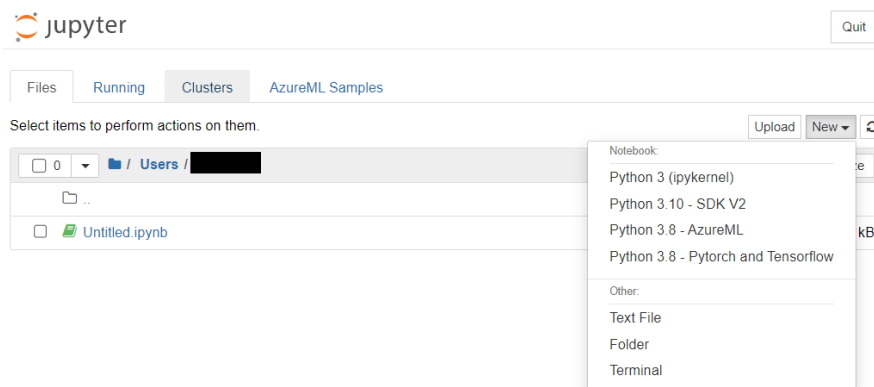 jupyter
Quit
Files Running Clusters AzureML Samples
Select items to perform actions on them.
Upload New
0 / Users /
Notebook:
Python 3 (ipykernel)
..
Python 3.10 - SDK V2
Untitled.ipynb
Python 3.8 - AzureML
kB
Python 3.8 - Pytorch and Tensorflow
Other:
Text File
Folder
Terminal